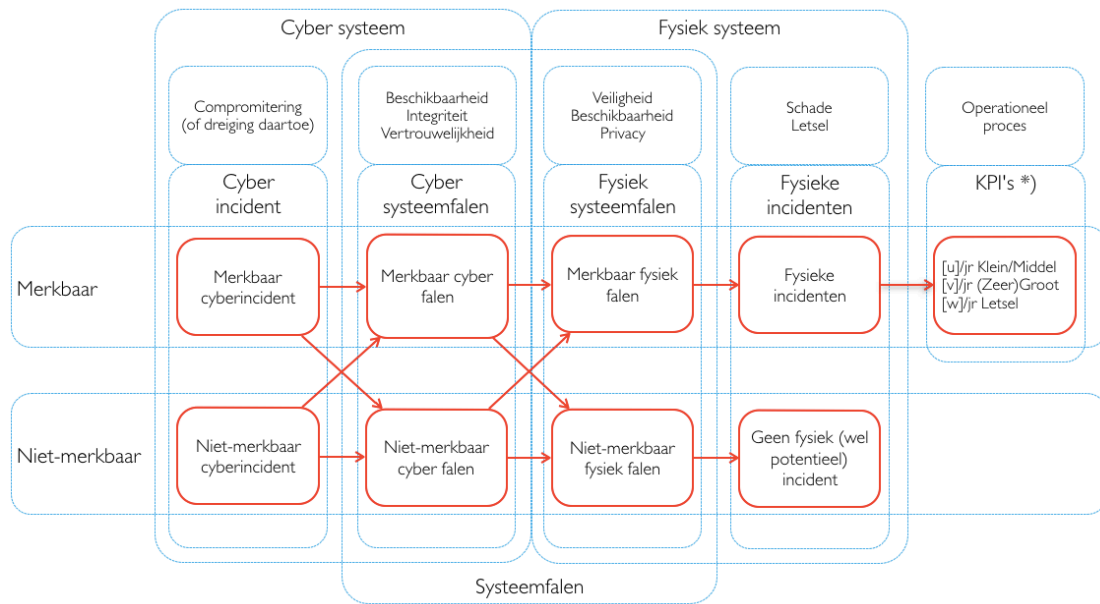 Cyber systeem
Fysiek systeem
Compromitering
(of dreiging daartoe)
Beschikbaarheid
Integriteit
Vertrouwelijkheid
Veiligheid
Beschikbaarheid
Privacy
Schade
Letsel
Operationeel
proces
Cyber
incident
Cyber
systeemfalen
Fysiek
systeemfalen
Fysieke
incidenten
KPI's *)
Merkbaar
Merkbaar
cyberincident
Merkbaar cyber
falen
Merkbaar fysiek
falen
Fysieke
incidenten
[u]/jr Klein/Middel
[v]/jr (Zeer)Groot
[w]/jr Letsel
Niet-merkbaar
Niet-merkbaar
cyberincident
Niet-merkbaar
cyber falen
Niet-merkbaar
fysiek falen
Geen fysiek (wel
potentieel)
incident
Systeemfalen